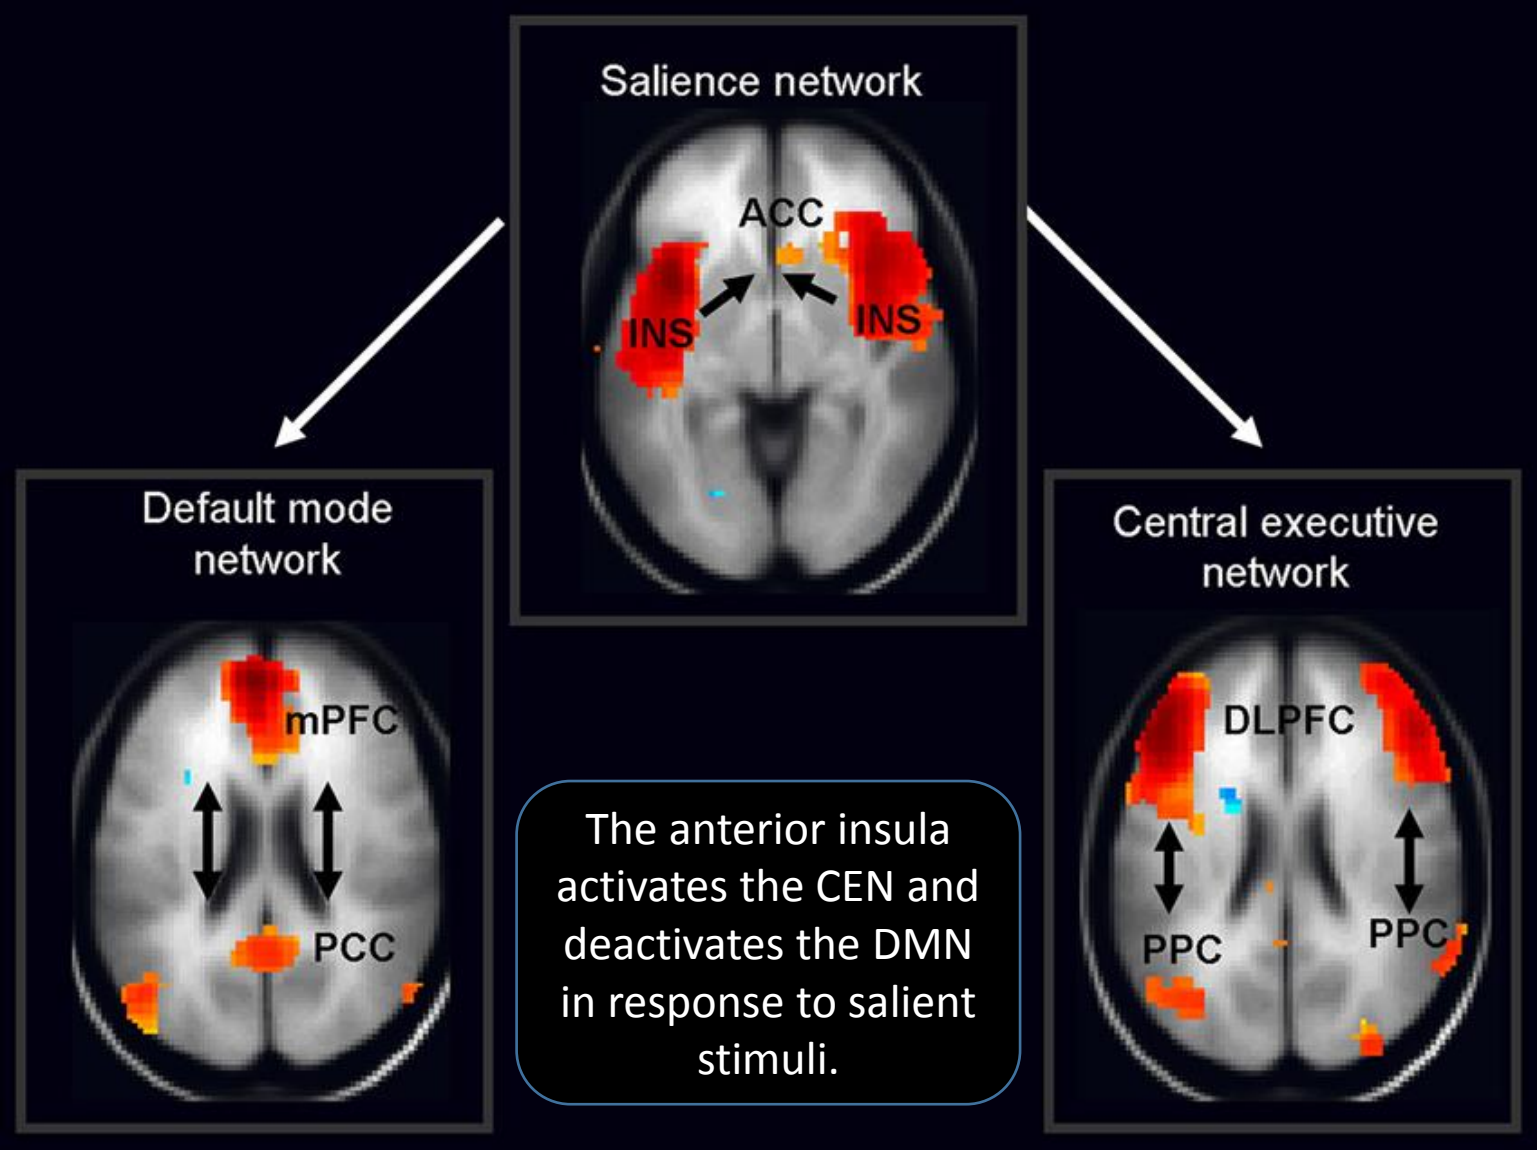 Salience network
ACC
INS
INS
Default mode
network
mPFC
PCC
Central executive
network
DLPFC
PPC
PPC
The anterior insula
activates the CEN and
deactivates the DMN
in response to salient
stimuli.